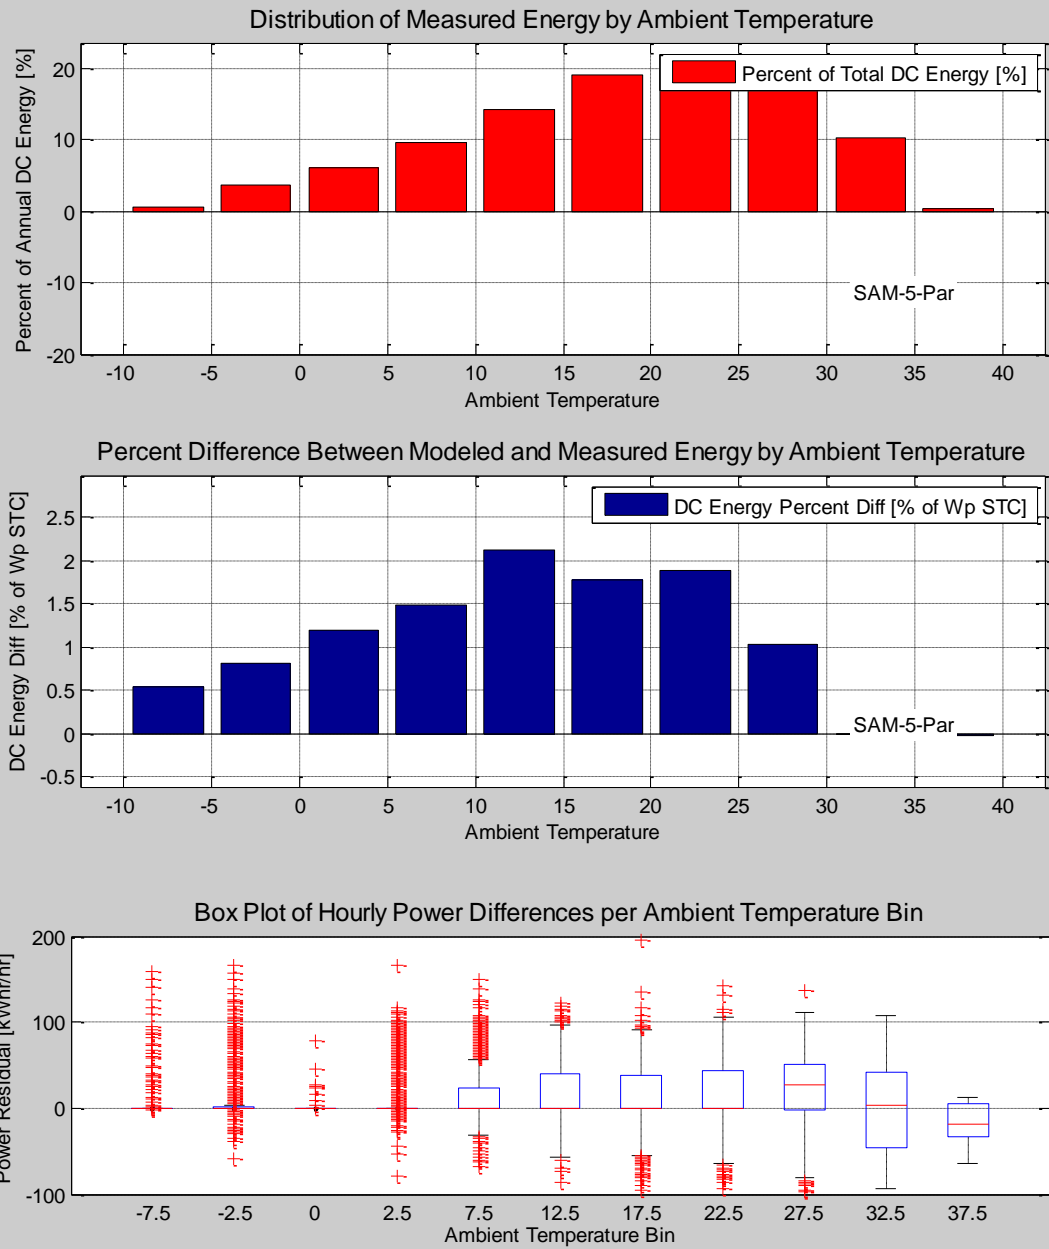 Distribution of Measured Energy by Ambient Temperature
Percent of Annual DC Energy [%]
20
10
0
-10
-20
Percent of Total DC Energy [%]
SAM-5-Par
-10 -5 0 5 10 15 20 25 30 35 40
Ambient Temperature
Percent Difference Between Modeled and Measured Energy by Ambient Temperature
DC Energy Diff [% of Wp STC]
2.5
2
1.5
1
0.5
0
-0.5
DC Energy Percent Diff [% of Wp STC]
SAM-5-Par
-10 -5 0 5 10 15 20 25 30 35 40
Ambient Temperature
Box Plot of Hourly Power Differences per Ambient Temperature Bin
Power Residual [kWhr/hr]
200
100
0
-100
-7.5 -2.5 0 2.5 7.5 12.5 17.5 22.5 27.5 32.5 37.5
Ambient Temperature Bin